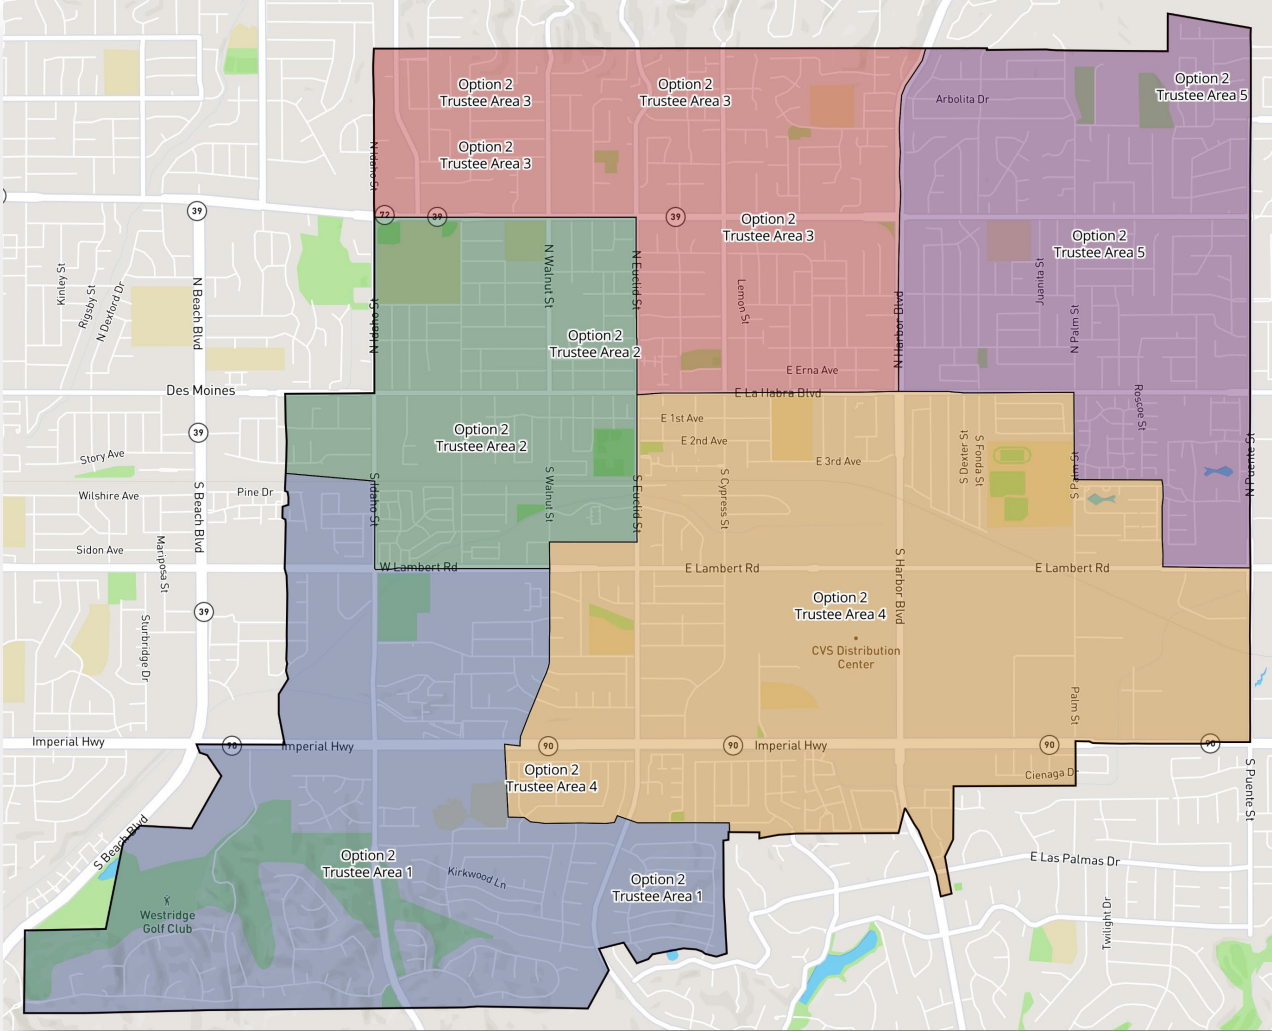 Option 2
Trustee Area 3
Option 2
Trustee Area 3
Option 2
Trustee Area 5
Arbolita Dr
Option 2
Trustee Area 3
N Idaho St
39
72
39
39
Option 2
Trustee Area 3
Option 2
Trustee Area 5
Kinley St
Rigsby St
N Dexford Dr
N Beach Blvd
N Idaho St
N Walnut St
N Euclid St
Lemon St
N Harbor Blvd
Juanita St
N Palm St
Option 2
Trustee Area 2
E Erna Ave
Des Moines
E La Habra Blvd
Roscoe St
39
Option 2
Trustee Area 2
E 1st Ave
E 2nd Ave
E 3rd Ave
S Dexter St
S Fonda St
S Palm St
N Puente St
Story Ave
Wilshire Ave
Pine Dr
S Beach Blvd
S Idaho St
S Walnut St
S Euclid St
S Cypress St
Sidon Ave
Mariposa St
W Lambert Rd
E Lambert Rd
S Harbor Blvd
E Lambert Rd
39
Sturbridge Dr
Option 2
Trustee Area 4
CVS Distribution
Center
Palm St
Imperial Hwy
90
Imperial Hwy
90
90
Imperial Hwy
90
90
Option 2
Trustee Area 4
Cienaga Dr
S Puente St
S Beach Blvd
Option 2
Trustee Area 1
Kirkwood Ln
Option 2
Trustee Area 1
E Las Palmas Dr
Westridge
Golf Club
Twilight Dr